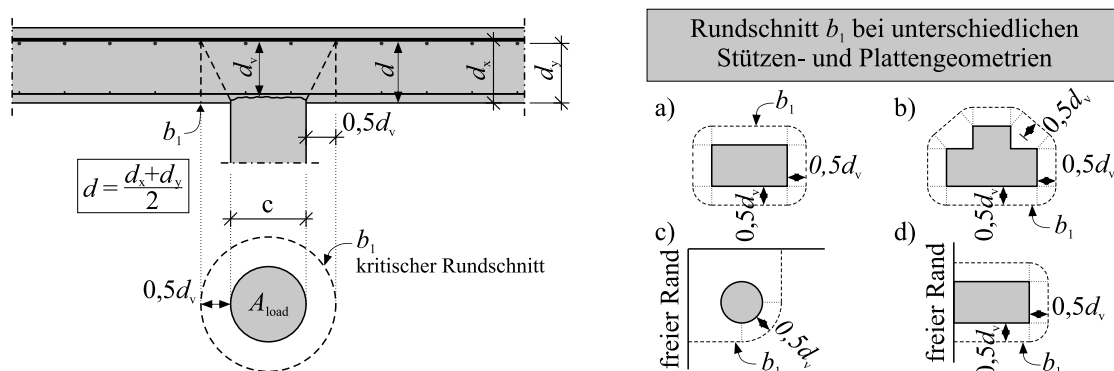 d_v
d
d_x
d_y
b_1
0,5d_v
d = (d_x+d_y)/2
c
b_1
kritischer Rundschnitt
0,5d_v
A_load
Rundschnitt b_1 bei unterschiedlichen
Stützen- und Plattengeometrien
a)
b_1
0,5d_v
0,5d_v
b)
0,5d_v
0,5d_v
0,5d_v
b_1
c)
freier Rand
0,5d_v
b_1
d)
freier Rand
0,5d_v
0,5d_v
b_1